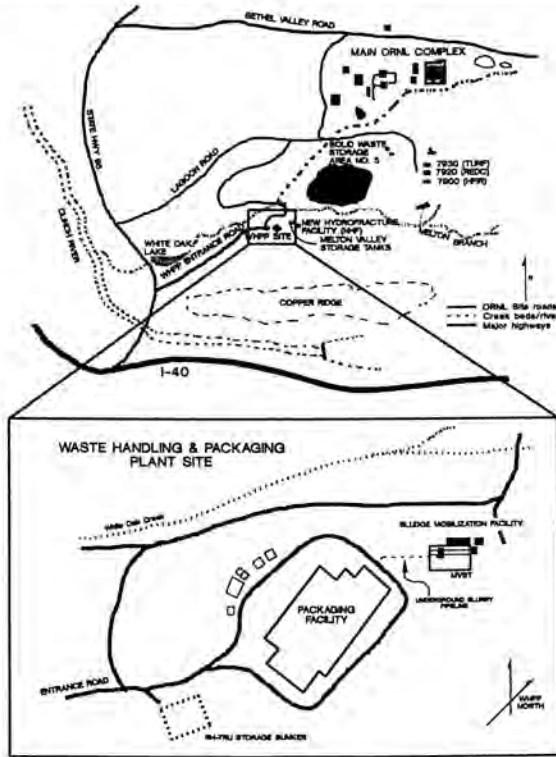 BETHEL VALLEY ROAD
MAIN ORNL COMPLEX
STATE HWY 95
SOLID WASTE
STORAGE
AREA NO. 5
LAGOON ROAD
7930 (TURF)
7920 (REDC)
7900 (HFIR)
CLINCH RIVER
WHITE OAK
LAKE
WHPP ENTRANCE ROAD
WHPP SITE
NEW HYDROFRACTURE
FACILITY (NHF)
MELTON VALLEY
STORAGE TANKS
MELTON BRANCH
COPPER RIDGE
ORNL Site roads
Creek beds/river
Major highways
I-40
WASTE HANDLING & PACKAGING
PLANT SITE
White Oak Creek
SLUDGE MOBILIZATION FACILITY
MVST
UNDERGROUND SLURRY
PIPELINE
PACKAGING
FACILITY
ENTRANCE ROAD
RH-TRU STORAGE BUNKER
WHPP
NORTH